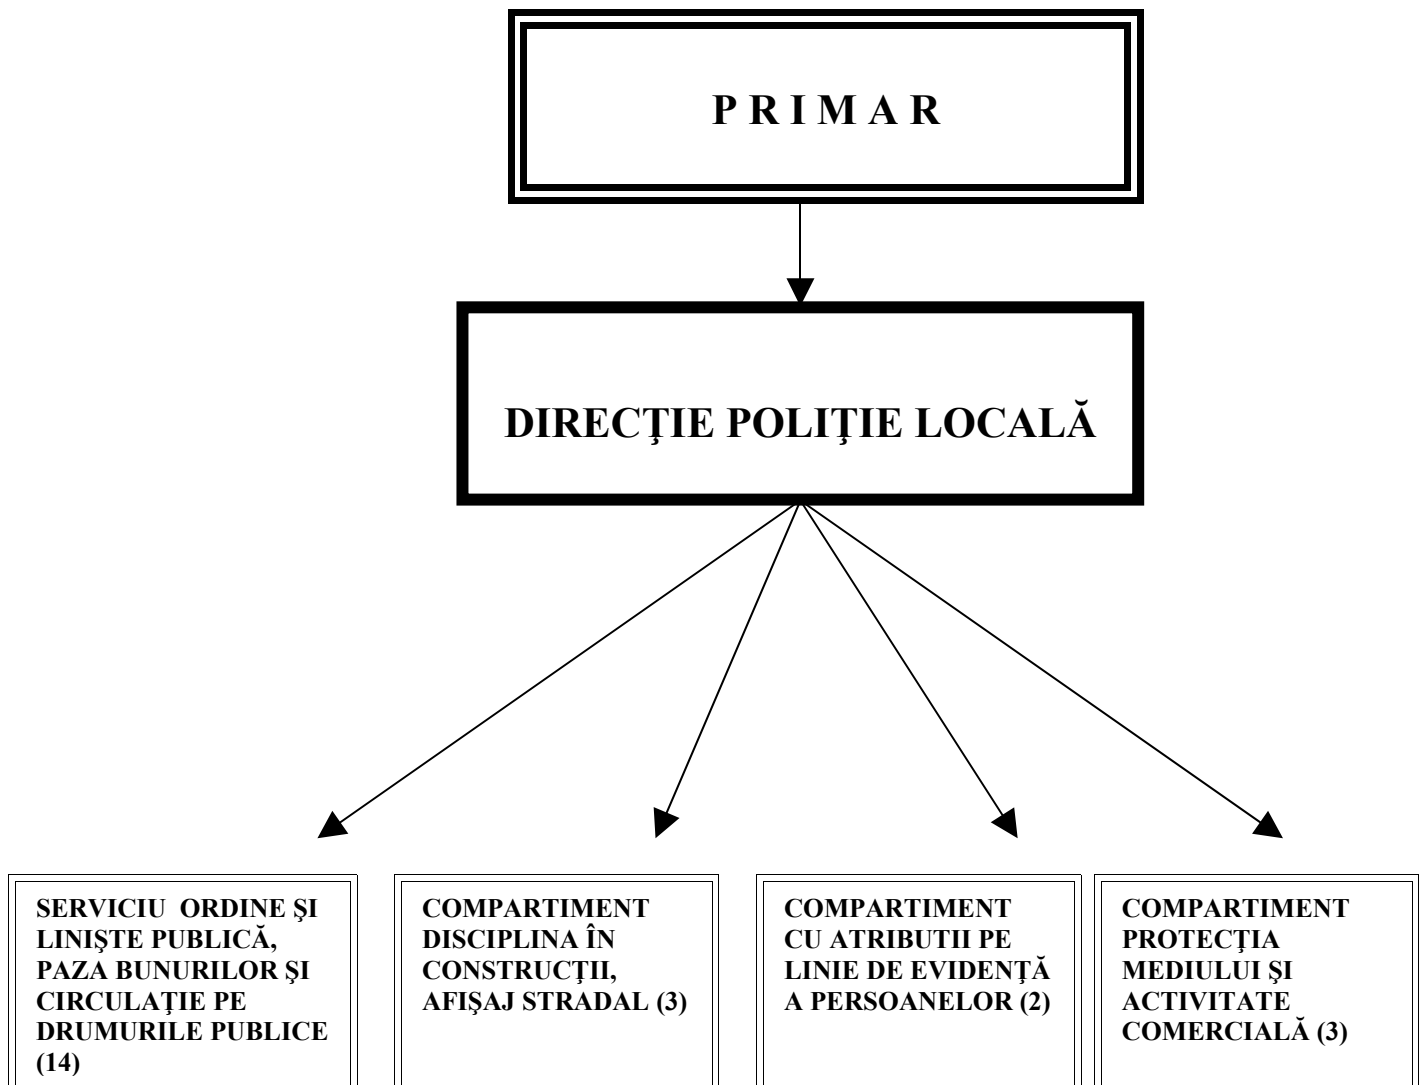 P R I M A R
DIRECŢIE POLIŢIE LOCALĂ
SERVICIU ORDINE ŞI
LINIŞTE PUBLICĂ,
PAZA BUNURILOR ŞI
CIRCULAŢIE PE
DRUMURILE PUBLICE
(14)
COMPARTIMENT
DISCIPLINA ÎN
CONSTRUCŢII,
AFIŞAJ STRADAL (3)
COMPARTIMENT
CU ATRIBUTII PE
LINIE DE EVIDENŢĂ
A PERSOANELOR (2)
COMPARTIMENT
PROTECŢIA
MEDIULUI ŞI
ACTIVITATE
COMERCIALĂ (3)